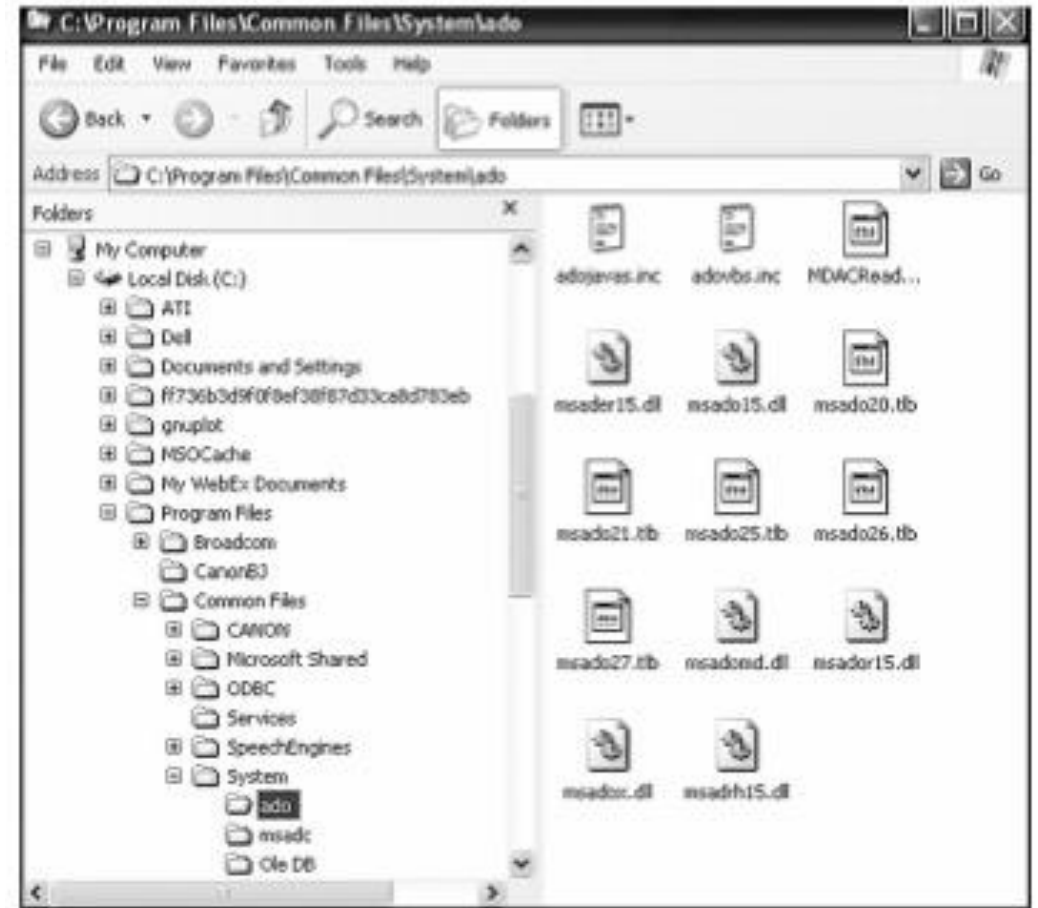 C:\Program Files\Common Files\System\ado
File Edit View Favorites Tools Help
Back Search Folders
Address C:\Program Files\Common Files\System\ado Go
Folders
My Computer
Local Disk (C:)
ATI
Dell
Documents and Settings
ff736b3d9f0f8ef38f87d33ca8d783eb
gnuplot
MSOCache
My WebEx Documents
Program Files
Broadcom
CanonBJ
Common Files
CANON
Microsoft Shared
ODBC
Services
SpeechEngines
System
ado
msadc
Ole DB
adojavas.inc adovbs.inc MDACRead...
msader15.dll msado15.dll msado20.tlb
msado21.tlb msado25.tlb msado26.tlb
msado27.tlb msadomd.dll msador15.dll
msadox.dll msadrh15.dll